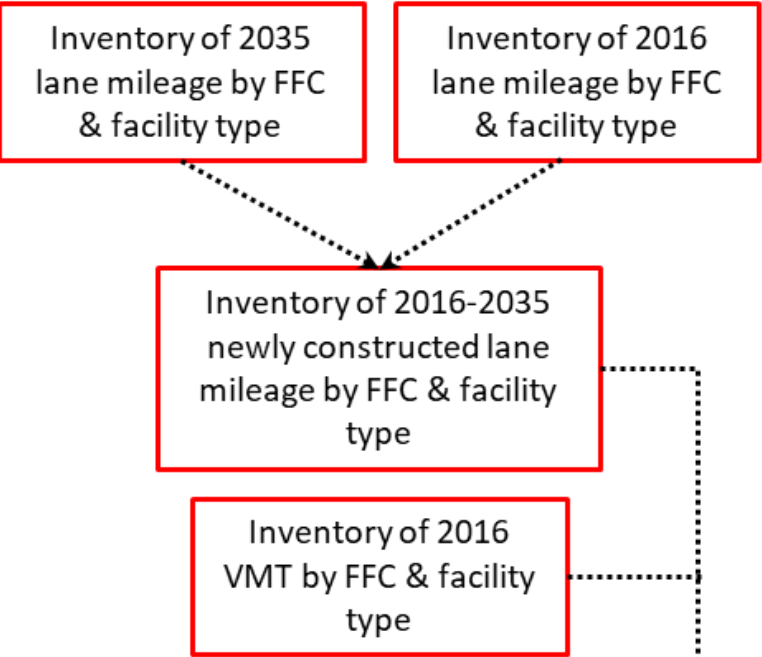 Inventory of 2035
lane mileage by FFC
& facility type
Inventory of 2016
lane mileage by FFC
& facility type
Inventory of 2016-2035
newly constructed lane
mileage by FFC & facility
type
Inventory of 2016
VMT by FFC & facility
type